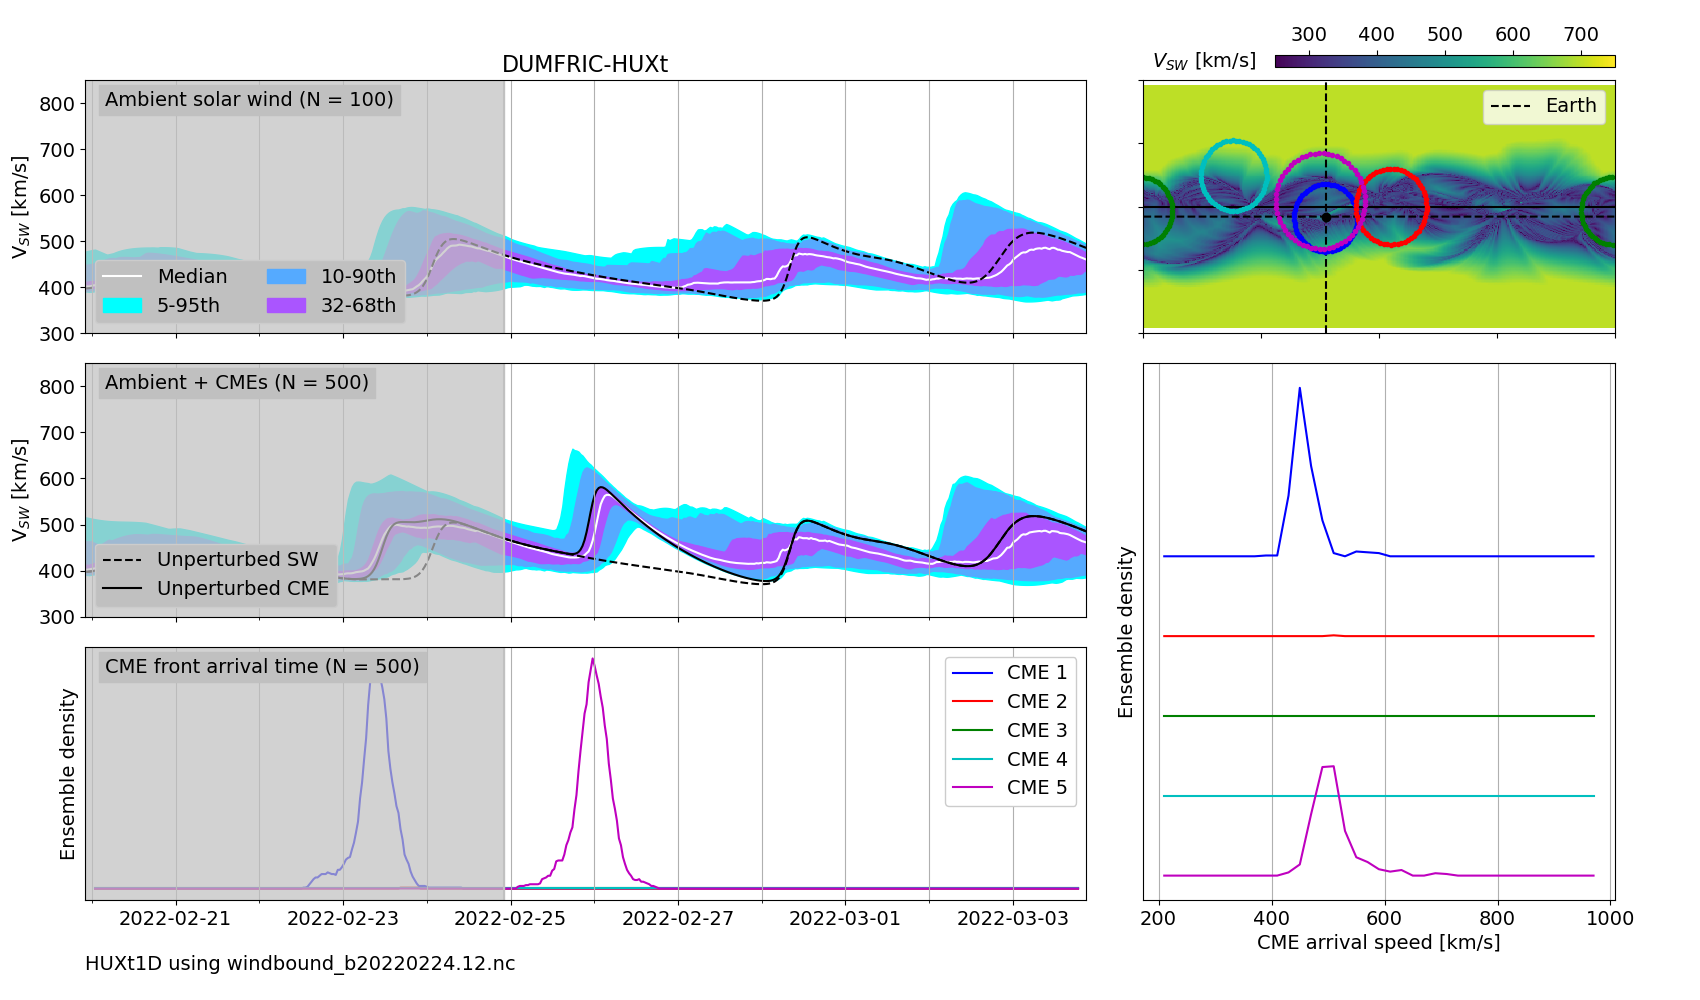 DUMFRIC-HUXt
800
700
600
500
400
300
V_SW [km/s]
Ambient solar wind (N = 100)
Median
5-95th
10-90th
32-68th
800
700
600
500
400
300
V_SW [km/s]
Ambient + CMEs (N = 500)
Unperturbed SW
Unperturbed CME
Ensemble density
CME front arrival time (N = 500)
CME 1
CME 2
CME 3
CME 4
CME 5
2022-02-21 2022-02-23 2022-02-25 2022-02-27 2022-03-01 2022-03-03
HUXt1D using windbound_b20220224.12.nc
300 400 500 600 700
V_SW [km/s]
Earth
Ensemble density
200 400 600 800 1000
CME arrival speed [km/s]